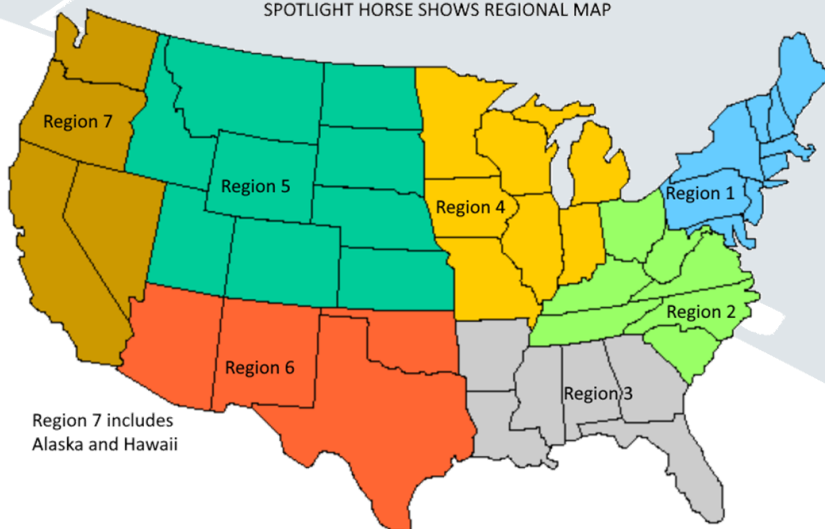 SPOTLIGHT HORSE SHOWS REGIONAL MAP
Region 7
Region 5
Region 4
Region 1
Region 2
Region 6
Region 3
Region 7 includes
Alaska and Hawaii